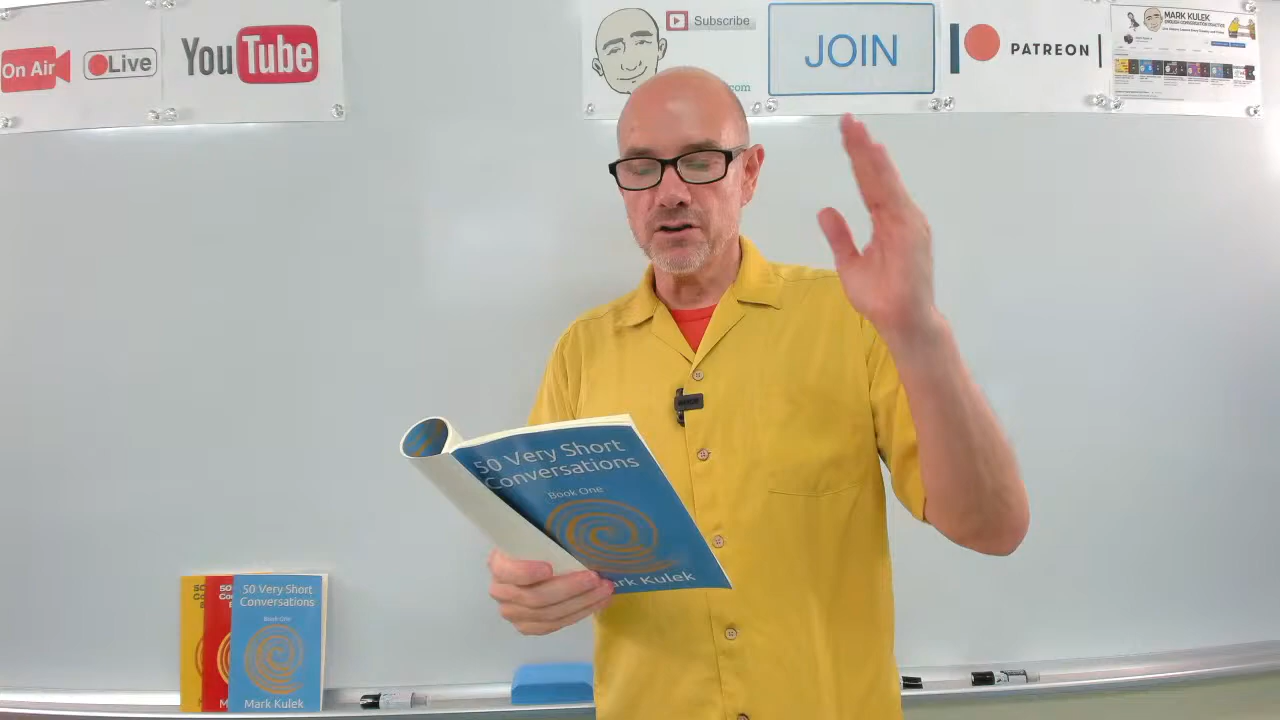 On Air
Live
YouTube
Subscribe
.com
JOIN
PATREON
MARK KULEK
50 Very Short
Conversations
Book One
Mark Kulek
50 Very Short
Conversations
Book One
Mark Kulek